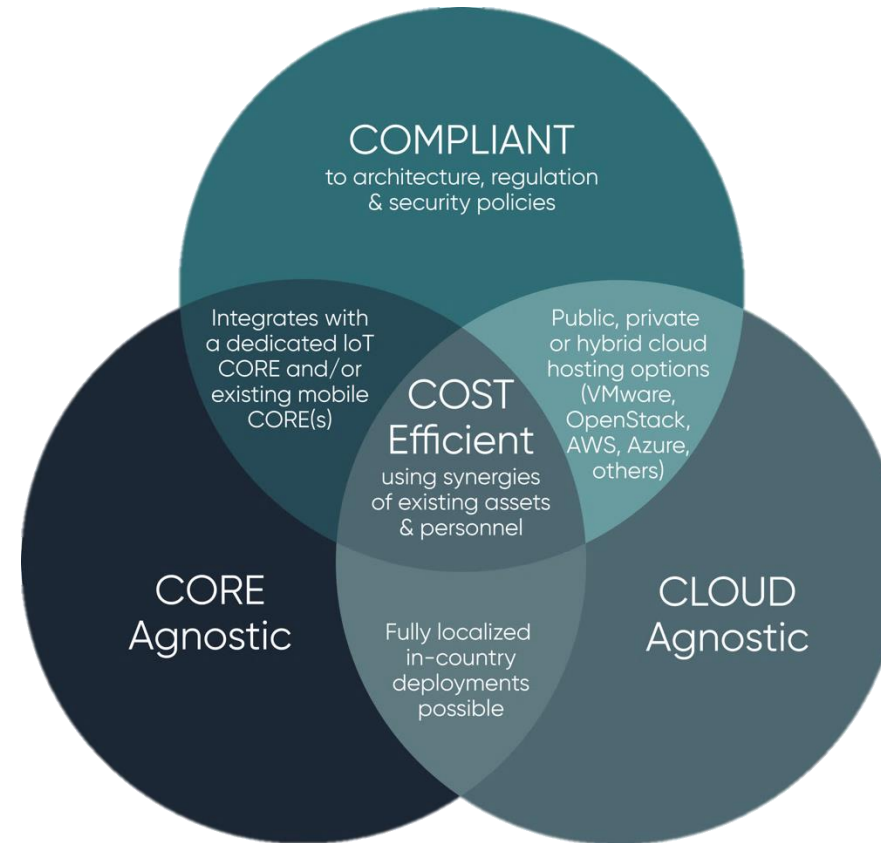 COMPLIANT
to architecture, regulation
& security policies
Integrates with
a dedicated IoT
CORE and/or
existing mobile
CORE(s)
Public, private
or hybrid cloud
hosting options
(VMware,
OpenStack,
AWS, Azure,
others)
COST
Efficient
using synergies
of existing assets
& personnel
CORE
Agnostic
CLOUD
Agnostic
Fully localized
in-country
deployments
possible